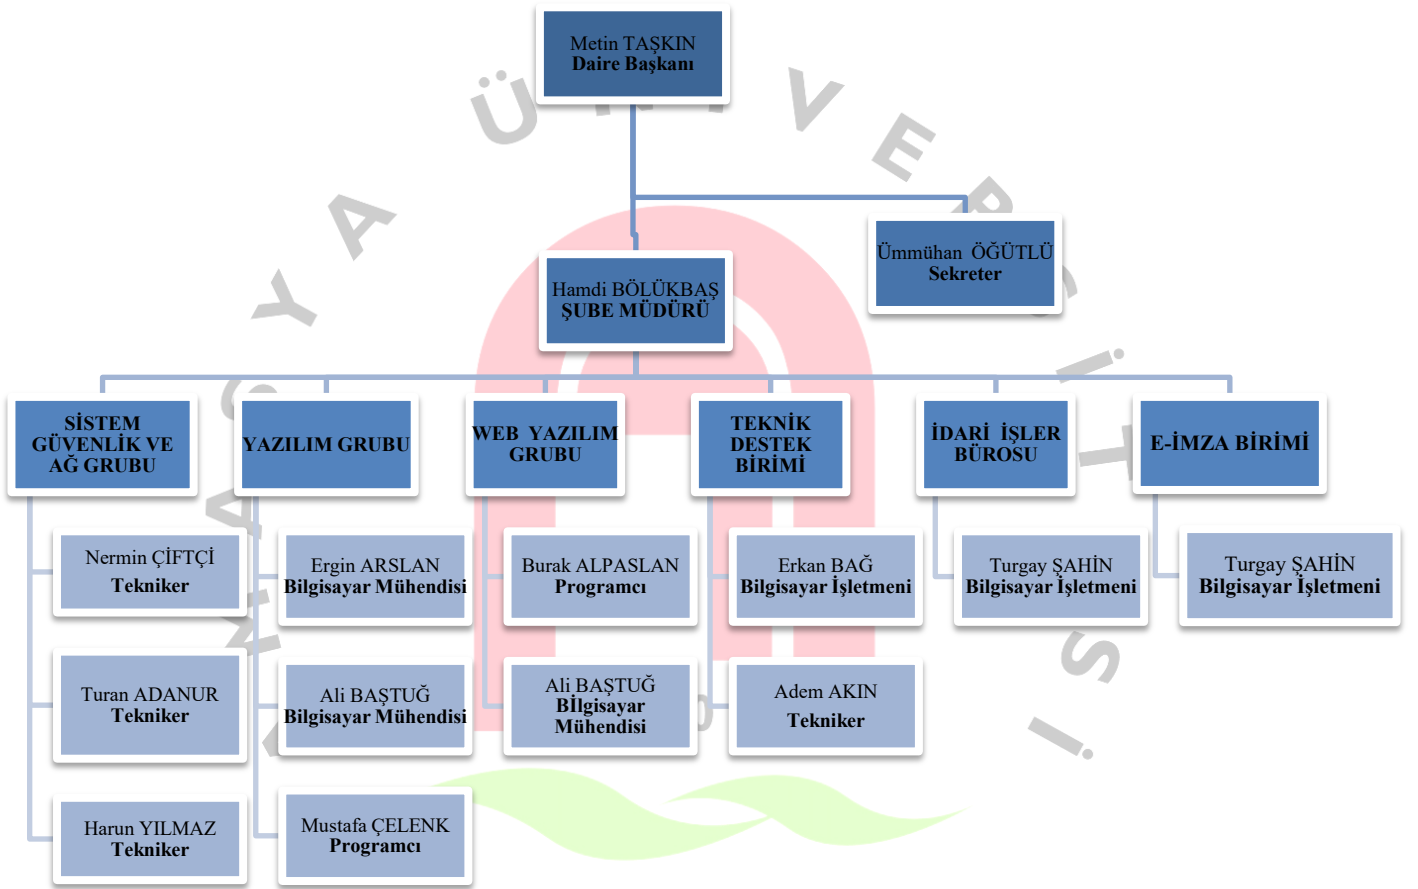 Metin TAŞKIN
Daire Başkanı
Ümmühan ÖĞÜTLÜ
Sekreter
Hamdi BÖLÜKBAŞ
ŞUBE MÜDÜRÜ
SİSTEM
GÜVENLİK VE
AĞ GRUBU
Nermin ÇİFTÇİ
Tekniker
Turan ADANUR
Tekniker
Harun YILMAZ
Tekniker
YAZILIM GRUBU
Ergin ARSLAN
Bilgisayar Mühendisi
Ali BAŞTUĞ
Bilgisayar Mühendisi
Mustafa ÇELENK
Programcı
WEB YAZILIM
GRUBU
Burak ALPASLAN
Programcı
Ali BAŞTUĞ
Bİlgisayar
Mühendisi
TEKNİK
DESTEK
BİRİMİ
Erkan BAĞ
Bilgisayar İşletmeni
Adem AKIN
Tekniker
İDARİ İŞLER
BÜROSU
Turgay ŞAHİN
Bilgisayar İşletmeni
E-İMZA BİRİMİ
Turgay ŞAHİN
Bilgisayar İşletmeni